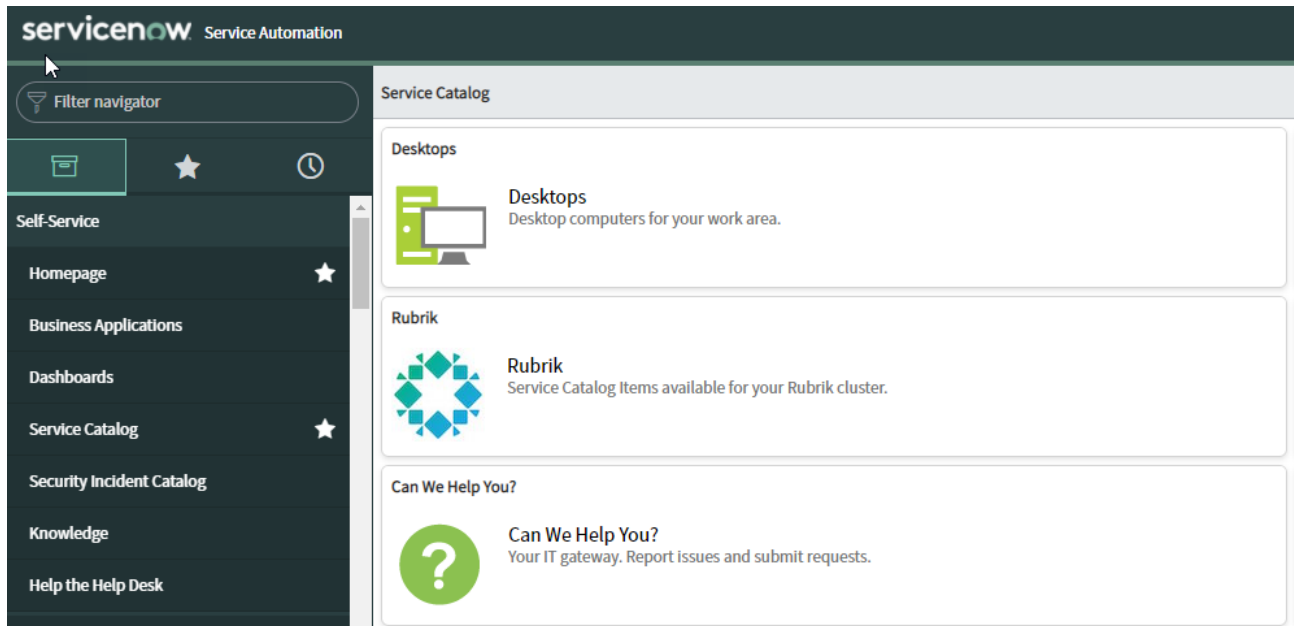 servicenow Service Automation
Filter navigator
Self-Service
Homepage
Business Applications
Dashboards
Service Catalog
Security Incident Catalog
Knowledge
Help the Help Desk
Service Catalog
Desktops
Desktops
Desktop computers for your work area.
Rubrik
Rubrik
Service Catalog Items available for your Rubrik cluster.
Can We Help You?
?
Can We Help You?
Your IT gateway. Report issues and submit requests.